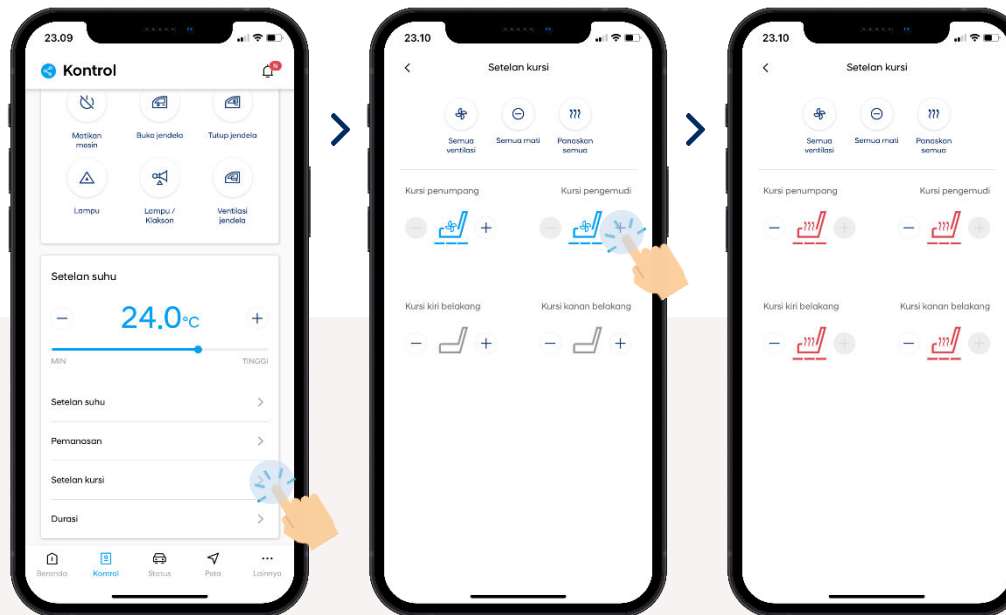 23.09
Kontrol
N
Matikan mesin
Buka jendela
Tutup jendela
Lampu
Lampu / Klakson
Ventilasi jendela
Setelan suhu
24.0°C
MIN
TINGGI
Setelan suhu
Pemanasan
Setelan kursi
Durasi
Beranda
Kontrol
Status
Peta
Lainnya
23.10
Setelan kursi
Semua ventilasi
Semua mati
Panaskan semua
Kursi penumpang
Kursi pengemudi
Kursi kiri belakang
Kursi kanan belakang
23.10
Setelan kursi
Semua ventilasi
Semua mati
Panaskan semua
Kursi penumpang
Kursi pengemudi
Kursi kiri belakang
Kursi kanan belakang